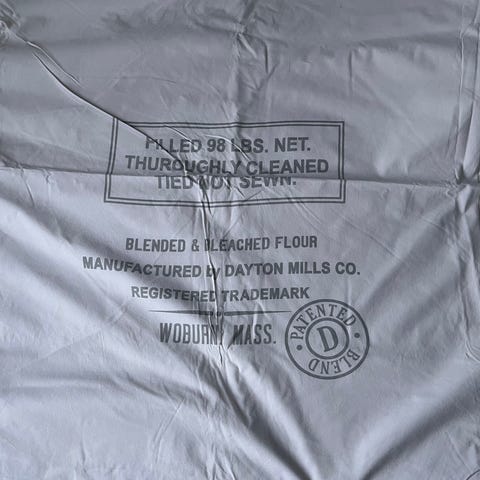 FILLED 98 LBS. NET.
THUROUGHLY CLEANED
TIED NOT SEWN.
BLENDED & BLEACHED FLOUR
MANUFACTURED by DAYTON MILLS CO.
REGISTERED TRADEMARK
WOBURN MASS.
PATENTED
D
BLEND